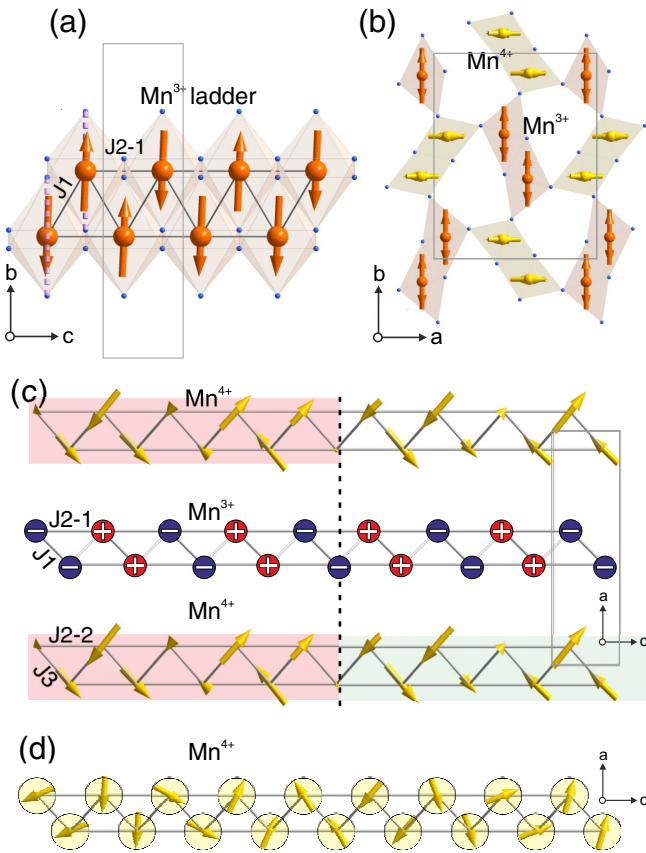 (a)
(b)
Mn³⁺ ladder
J2-1
J1
b
c
Mn⁴⁺
Mn³⁺
b
a
(c)
Mn⁴⁺
J2-1
Mn³⁺
J1
Mn⁴⁺
J2-2
J3
a
c
(d)
Mn⁴⁺
a
c